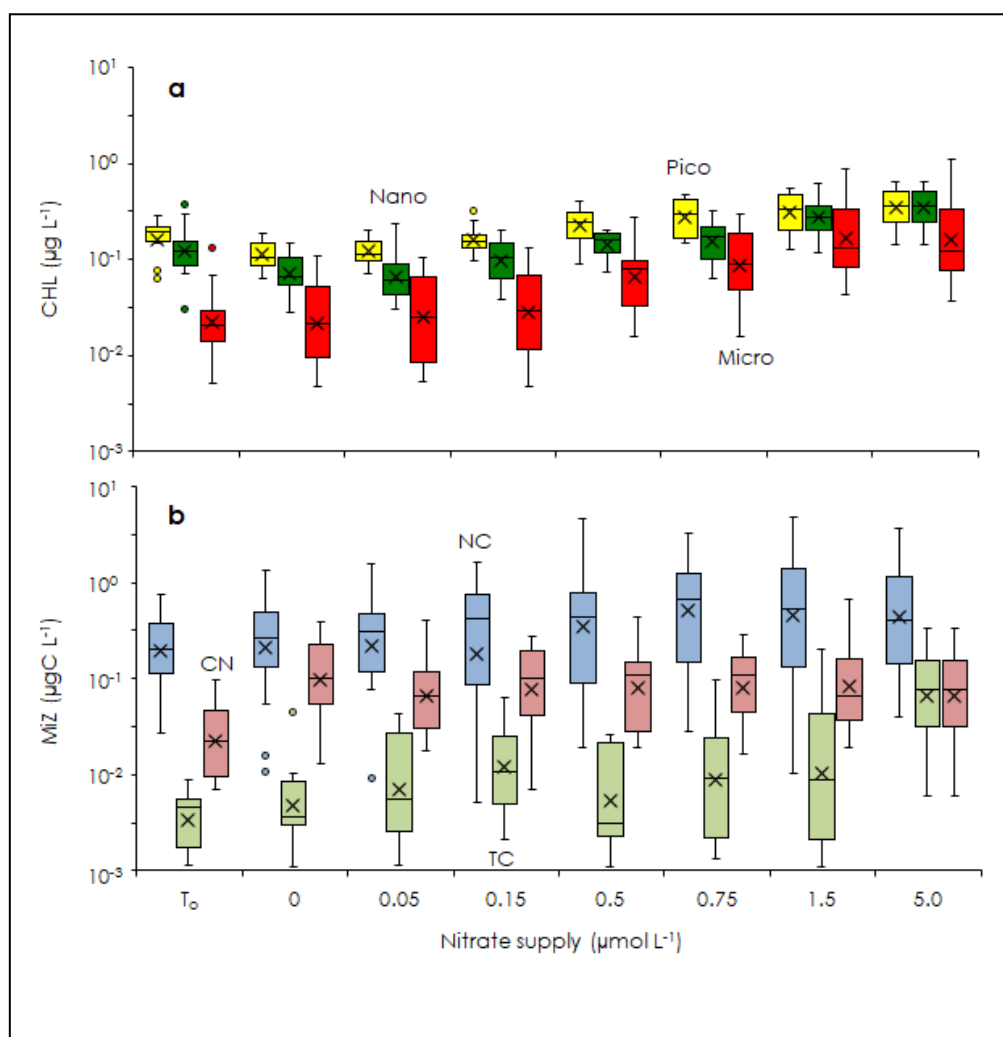 a
10¹
10⁰
10⁻¹
10⁻²
10⁻³
CHL (µg L⁻¹)
Nano
Pico
Micro
b
10¹
10⁰
10⁻¹
10⁻²
10⁻³
MiZ (µgC L⁻¹)
NC
CN
TC
T₀ 0 0.05 0.15 0.5 0.75 1.5 5.0
Nitrate supply (µmol L⁻¹)